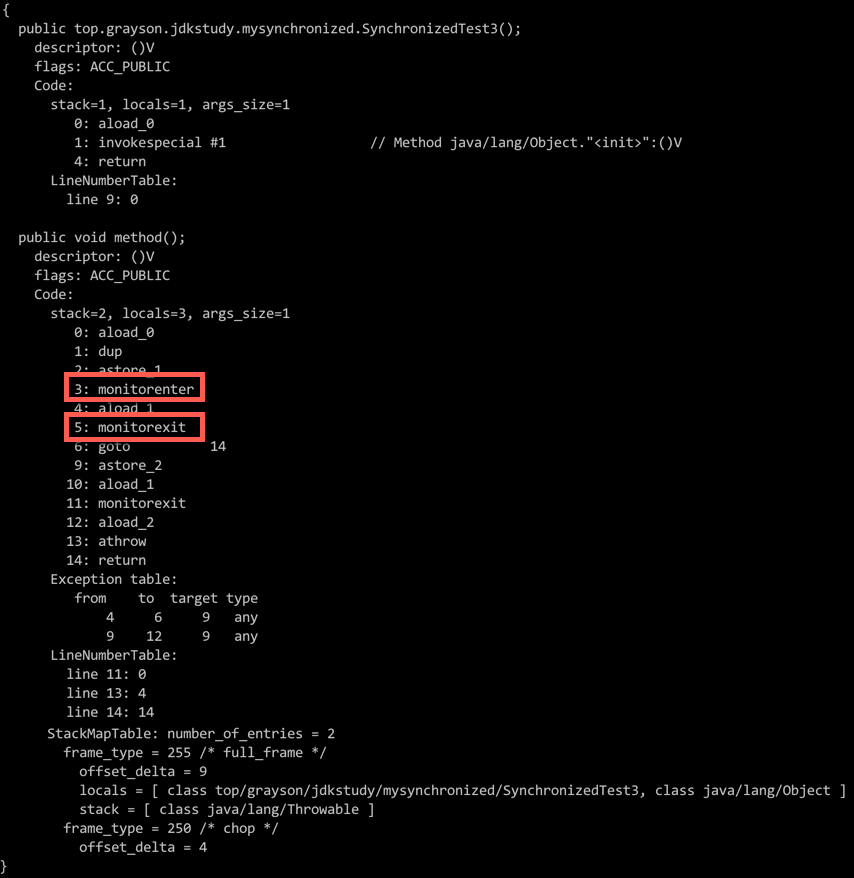 {
  public top.grayson.jdkstudy.mysynchronized.SynchronizedTest3();
    descriptor: ()V
    flags: ACC_PUBLIC
    Code:
      stack=1, locals=1, args_size=1
         0: aload_0
         1: invokespecial #1                  // Method java/lang/Object."<init>":()V
         4: return
      LineNumberTable:
        line 9: 0

  public void method();
    descriptor: ()V
    flags: ACC_PUBLIC
    Code:
      stack=2, locals=3, args_size=1
         0: aload_0
         1: dup
         2: astore_1
         3: monitorenter
         4: aload_1
         5: monitorexit
         6: goto          14
         9: astore_2
        10: aload_1
        11: monitorexit
        12: aload_2
        13: athrow
        14: return
      Exception table:
         from    to  target type
             4     6     9   any
             9    12     9   any
      LineNumberTable:
        line 11: 0
        line 13: 4
        line 14: 14
      StackMapTable: number_of_entries = 2
        frame_type = 255 /* full_frame */
          offset_delta = 9
          locals = [ class top/grayson/jdkstudy/mysynchronized/SynchronizedTest3, class java/lang/Object ]
          stack = [ class java/lang/Throwable ]
        frame_type = 250 /* chop */
          offset_delta = 4
}